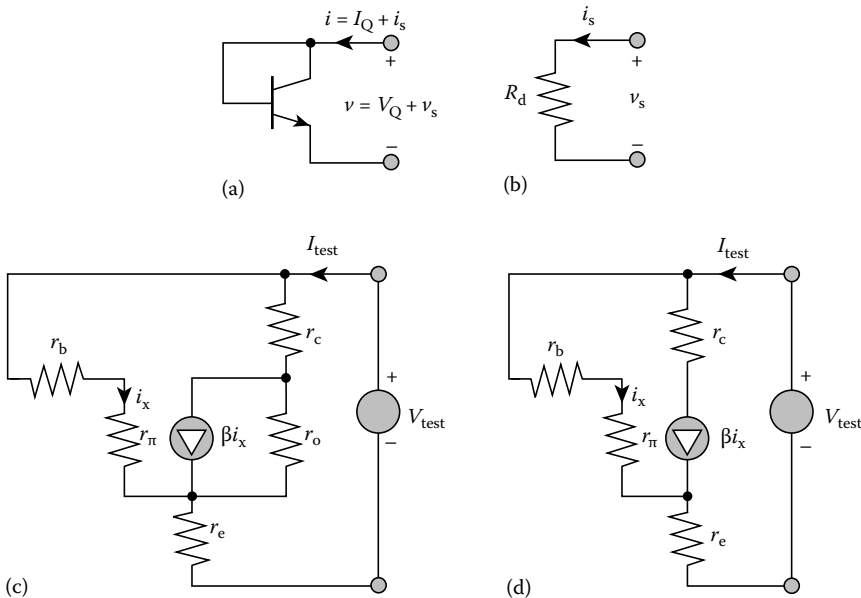 i = I_Q + i_s
+
v = V_Q + v_s
–
(a)
i_s
+
R_d
v_s
–
(b)
I_test
r_c
r_b
i_x
r_π
βi_x
r_o
+
V_test
–
r_e
(c)
I_test
r_c
r_b
i_x
r_π
βi_x
+
V_test
–
r_e
(d)